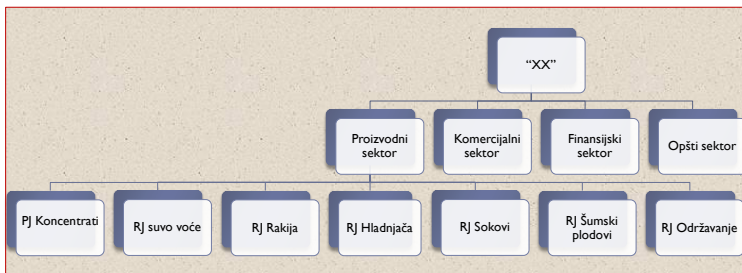 “XX”
Proizvodni
sektor
Komercijalni
sektor
Finansijski
sektor
Opšti sektor
PJ Koncentrati
RJ suvo voće
RJ Rakija
RJ Hladnjača
RJ Sokovi
RJ Šumski
plodovi
RJ Održavanje